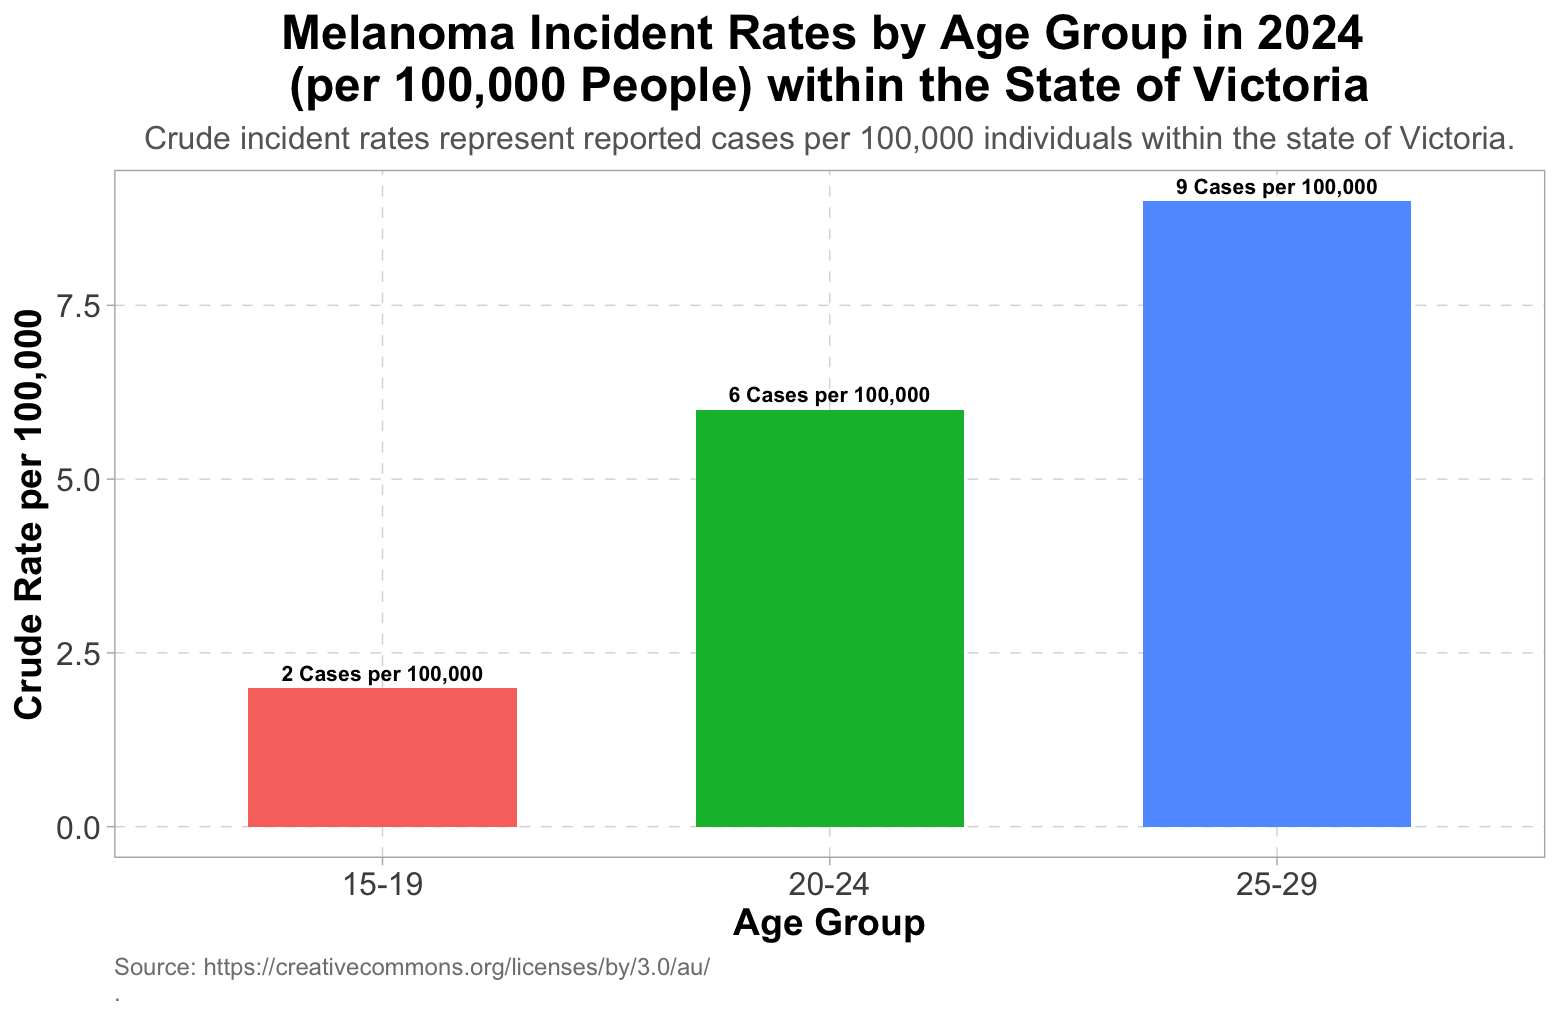 Melanoma Incident Rates by Age Group in 2024
(per 100,000 People) within the State of Victoria
Crude incident rates represent reported cases per 100,000 individuals within the state of Victoria.
9 Cases per 100,000
7.5
6 Cases per 100,000
5.0
2.5
2 Cases per 100,000
0.0
Crude Rate per 100,000
15-19
20-24
25-29
Age Group
Source: https://creativecommons.org/licenses/by/3.0/au/
.